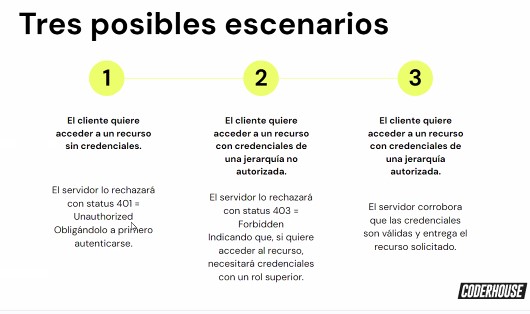 Tres posibles escenarios
1
2
3
El cliente quiere
acceder a un recurso
sin credenciales.
El servidor lo rechazará
con status 401 =
Unauthorized
Obligándolo a primero
autenticarse.
El cliente quiere
acceder a un recurso
con credenciales de
una jerarquía no
autorizada.
El servidor lo rechazará
con status 403 =
Forbidden
Indicando que, si quiere
acceder al recurso,
necesitará credenciales
con un rol superior.
El cliente quiere
acceder a un recurso
con credenciales de
una jerarquía
autorizada.
El servidor corrobora
que las credenciales
son válidas y entrega el
recurso solicitado.
CODERHOUSE